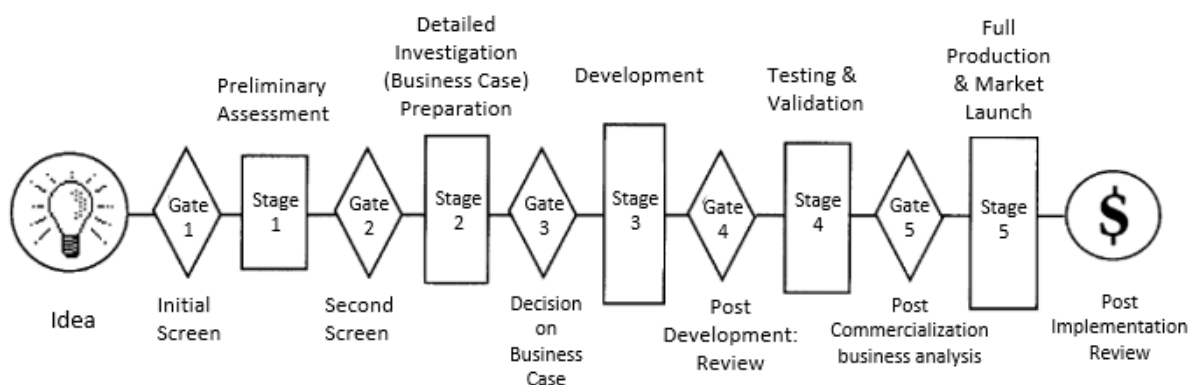 Preliminary
Assessment
Detailed
Investigation
(Business Case)
Preparation
Development
Testing &
Validation
Full
Production
& Market
Launch
Gate
1
Stage
1
Gate
2
Stage
2
Gate
3
Stage
3
Gate
4
Stage
4
Gate
5
Stage
5
$
Idea
Initial
Screen
Second
Screen
Decision
on
Business
Case
Post
Development:
Review
Post
Commercialization
business analysis
Post
Implementation
Review